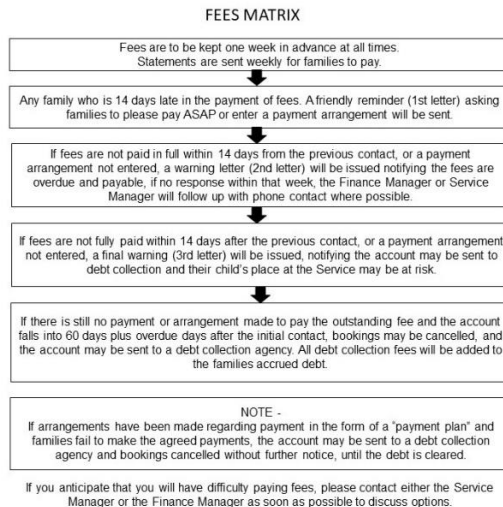 FEES MATRIX
Fees are to be kept one week in advance at all times.
Statements are sent weekly for families to pay.
Any family who is 14 days late in the payment of fees. A friendly reminder (1st letter) asking
families to please pay ASAP or enter a payment arrangement will be sent.
If fees are not paid in full within 14 days from the previous contact, or a payment
arrangement not entered, a warning letter (2nd letter) will be issued notifying the fees are
overdue and payable, if no response within that week, the Finance Manager or Service
Manager will follow up with phone contact where possible.
If fees are not fully paid within 14 days after the previous contact, or a payment arrangement
not entered, a final warning (3rd letter) will be issued, notifying the account may be sent to
debt collection and their child's place at the Service may be at risk.
If there is still no payment or arrangement made to pay the outstanding fee and the account
falls into 60 days plus overdue days after the initial contact, bookings may be cancelled, and
the account may be sent to a debt collection agency. All debt collection fees will be added to
the families accrued debt.
NOTE -
If arrangements have been made regarding payment in the form of a "payment plan" and
families fail to make the agreed payments, the account may be sent to a debt collection
agency and bookings cancelled without further notice, until the debt is cleared.
If you anticipate that you will have difficulty paying fees, please contact either the Service
Manager or the Finance Manager as soon as possible to discuss options.